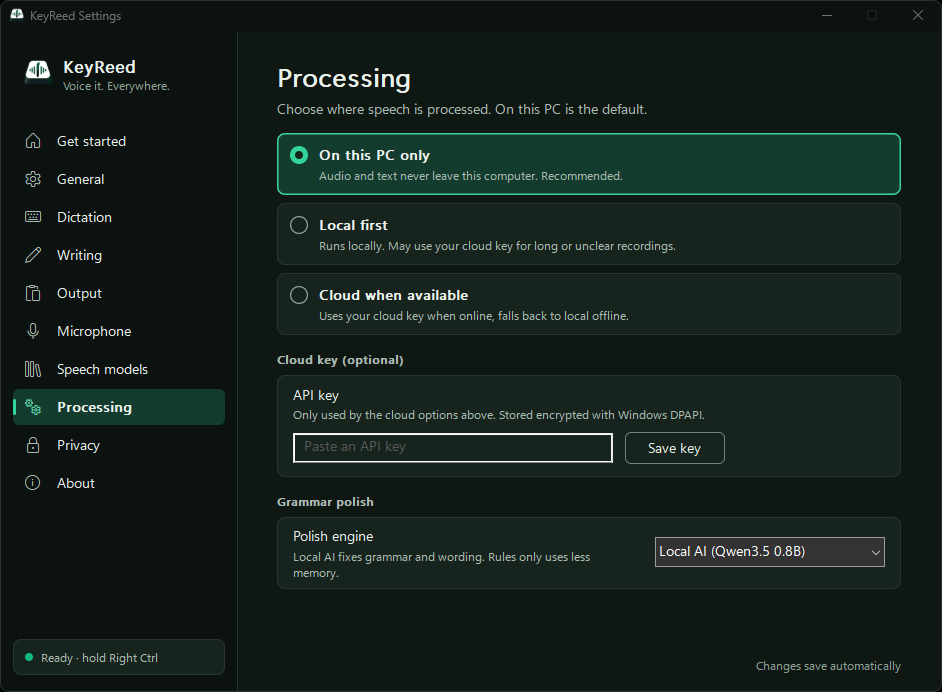 KeyReed Settings
KeyReed
Voice it. Everywhere.
Get started
General
Dictation
Writing
Output
Microphone
Speech models
Processing
Privacy
About
Ready · hold Right Ctrl
Processing
Choose where speech is processed. On this PC is the default.
On this PC only
Audio and text never leave this computer. Recommended.
Local first
Runs locally. May use your cloud key for long or unclear recordings.
Cloud when available
Uses your cloud key when online, falls back to local offline.
Cloud key (optional)
API key
Only used by the cloud options above. Stored encrypted with Windows DPAPI.
Paste an API key
Save key
Grammar polish
Polish engine
Local AI fixes grammar and wording. Rules only uses less
memory.
Local AI (Qwen3.5 0.8B)
Changes save automatically